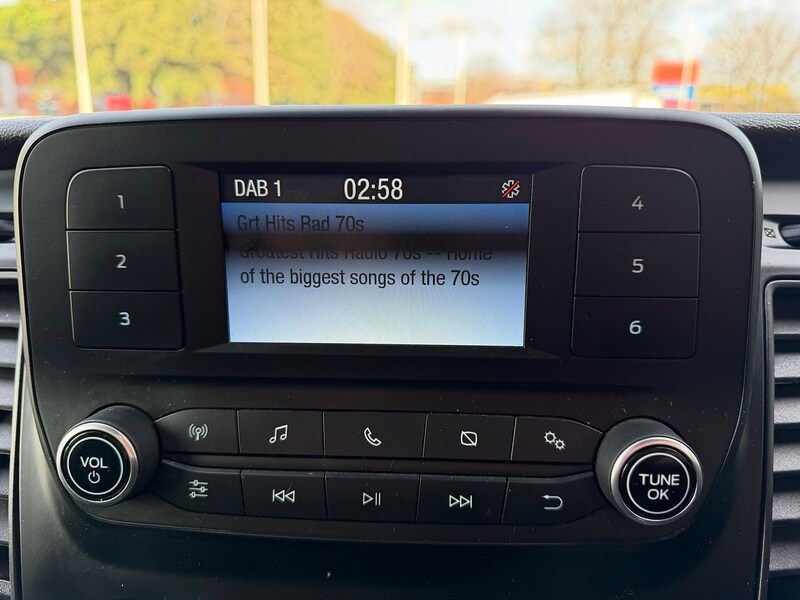 DAB 1 02:58
Grt Hits Rad 70s
Greatest Hits Radio 70s -- Home
of the biggest songs of the 70s
1
2
3
4
5
6
VOL
TUNE
OK